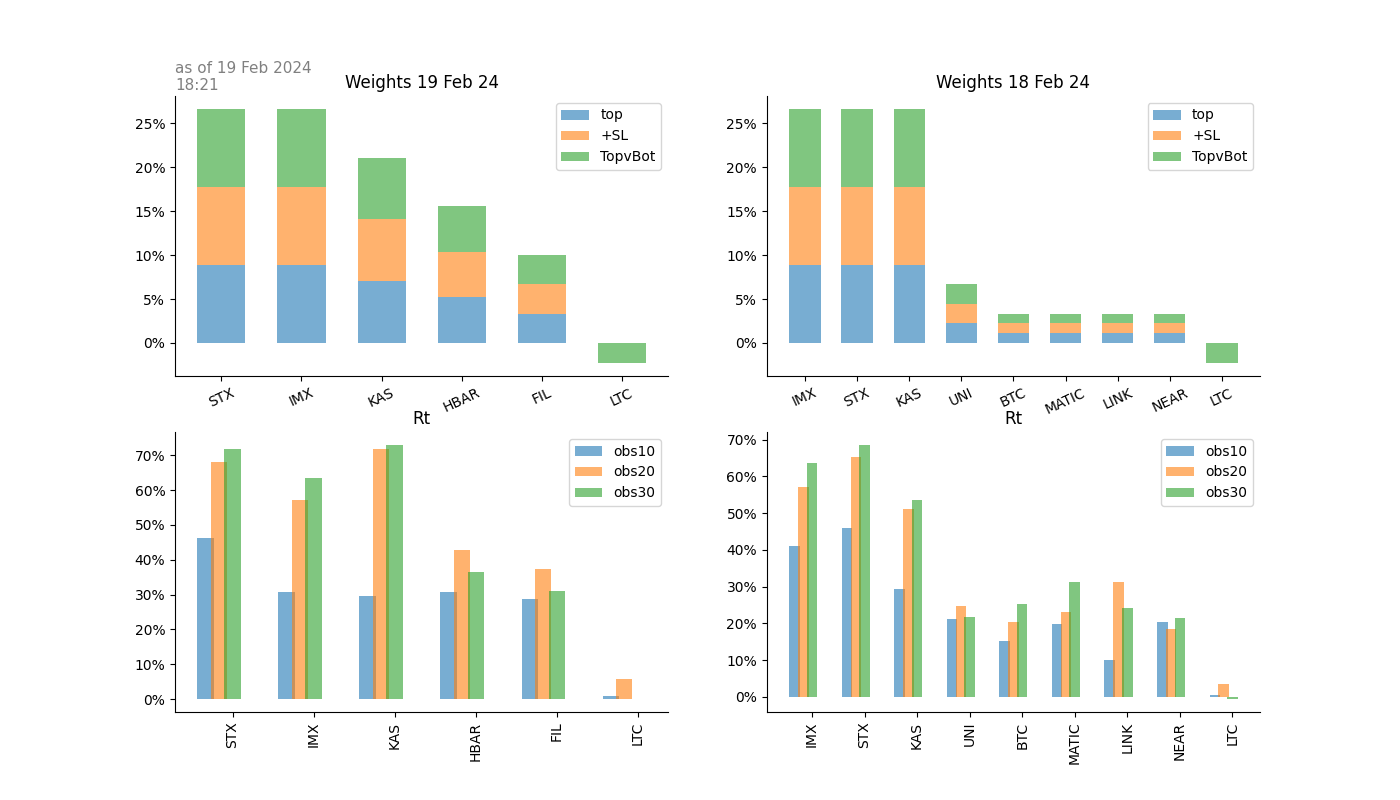 as of 19 Feb 2024
18:21
Weights 19 Feb 24
25%
20%
15%
10%
5%
0%
top
+SL
TopvBot
STX
IMX
KAS
HBAR
FIL
LTC
Weights 18 Feb 24
25%
20%
15%
10%
5%
0%
top
+SL
TopvBot
IMX
STX
KAS
UNI
BTC
MATIC
LINK
NEAR
LTC
Rt
70%
60%
50%
40%
30%
20%
10%
0%
obs10
obs20
obs30
STX
IMX
KAS
HBAR
FIL
LTC
Rt
70%
60%
50%
40%
30%
20%
10%
0%
obs10
obs20
obs30
IMX
STX
KAS
UNI
BTC
MATIC
LINK
NEAR
LTC